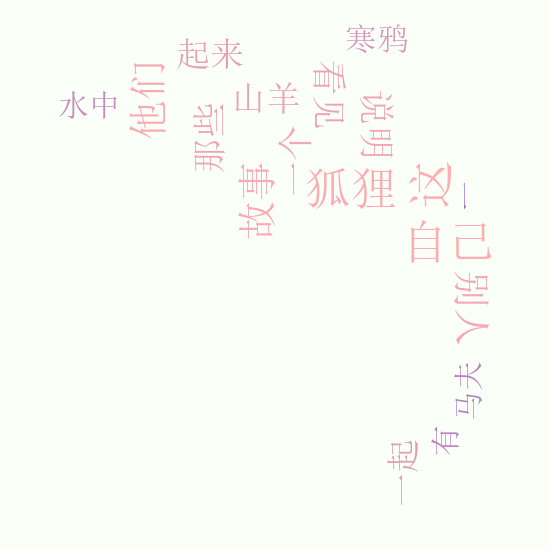 寒鸦
起来
看见
他们
水中
山羊
说明
那些
一个
故事
狐狸
这
一
自己
别人
马夫
有
一起